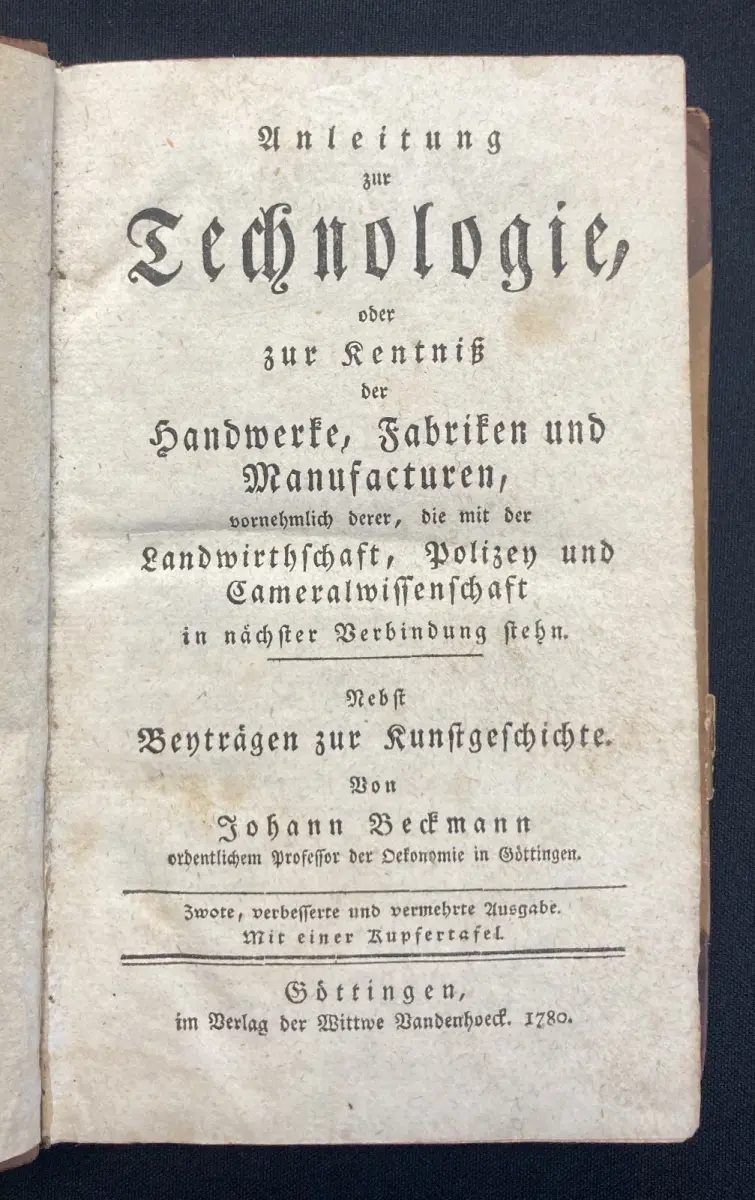 Anleitung
zur
Technologie,
oder
zur Kentniß
der
Handwerke, Fabriken und
Manufacturen,
vornehmlich derer, die mit der
Landwirthschaft, Polizey und
Cameralwissenschaft
in nächster Verbindung stehn.
Nebst
Beyträgen zur Kunstgeschichte.
Von
Johann Beckmann
ordentlichem Professor der Oekonomie in Göttingen.
Zwote, verbesserte und vermehrte Ausgabe.
Mit einer Kupfertafel.
Göttingen,
im Verlag der Wittwe Vandenhoeck. 1780.